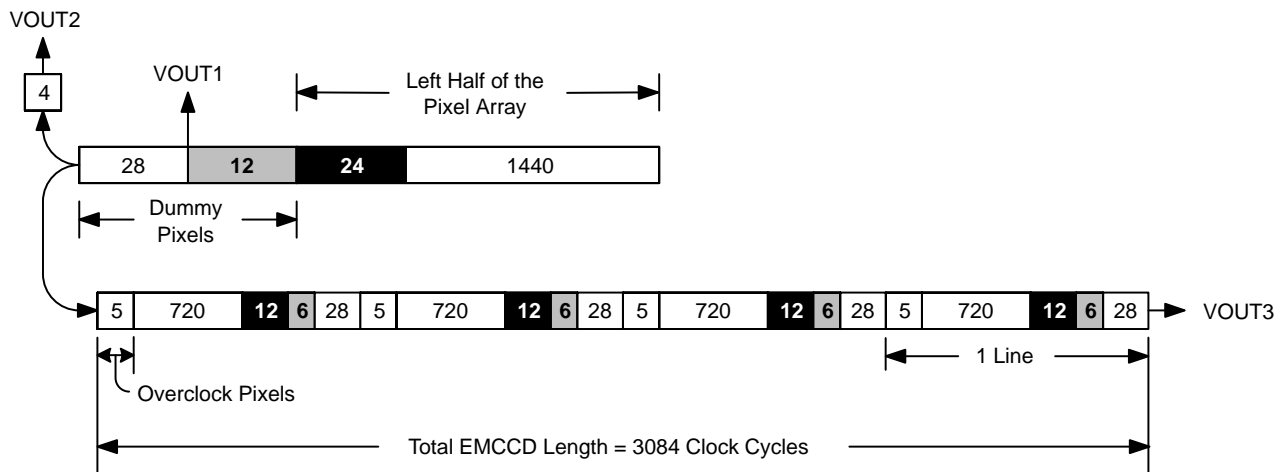 VOUT2
4
VOUT1
Left Half of the
Pixel Array
28 12 24 1440
Dummy
Pixels
5 720 12 6 28 5 720 12 6 28 5 720 12 6 28 5 720 12 6 28
VOUT3
1 Line
Overclock Pixels
Total EMCCD Length = 3084 Clock Cycles